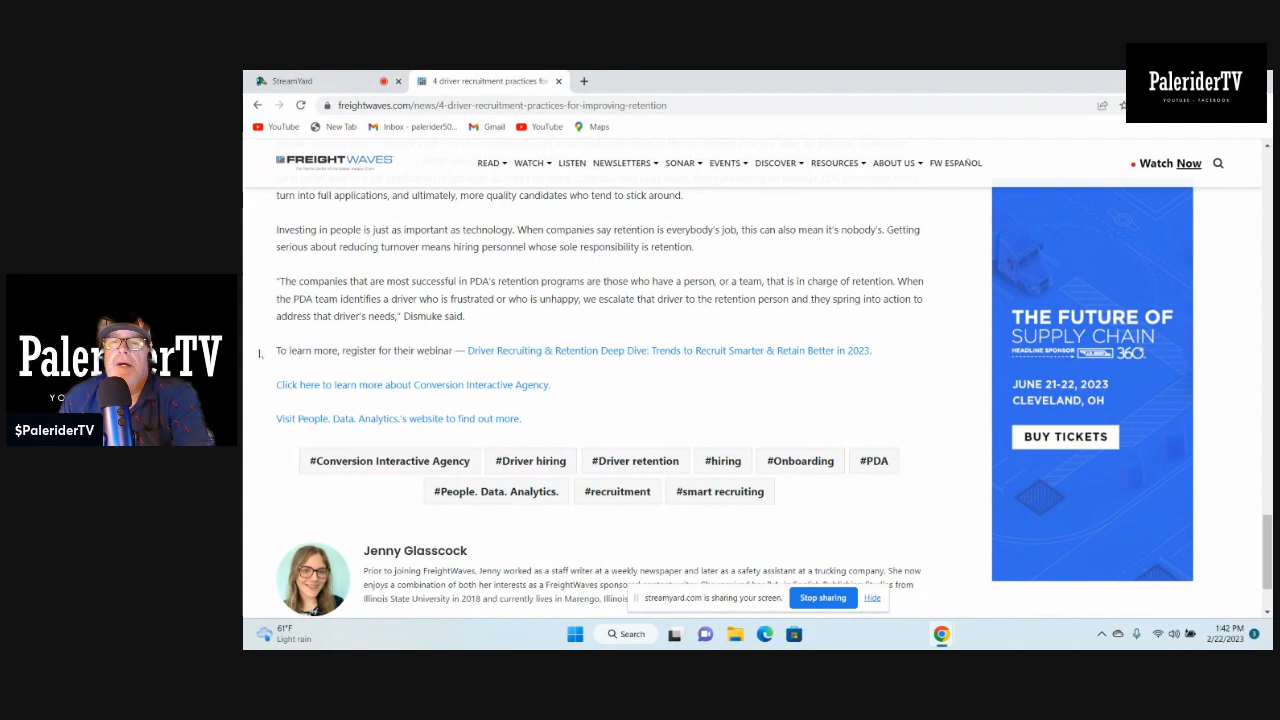 PaleriderTV
YOUTUBE - FACEBOOK
StreamYard
4 driver recruitment practices for
freightwaves.com/news/4-driver-recruitment-practices-for-improving-retention
YouTube
New Tab
Inbox - palerider50...
Gmail
YouTube
Maps
FREIGHTWAVES
READ WATCH LISTEN NEWSLETTERS SONAR EVENTS DISCOVER RESOURCES ABOUT US FW ESPAÑOL
Watch Now
turn into full applications, and ultimately, more quality candidates who tend to stick around.
Investing in people is just as important as technology. When companies say retention is everybody's job, this can also mean it's nobody's. Getting
serious about reducing turnover means hiring personnel whose sole responsibility is retention.
"The companies that are most successful in PDA's retention programs are those who have a person, or a team, that is in charge of retention. When
the PDA team identifies a driver who is frustrated or who is unhappy, we escalate that driver to the retention person and they spring into action to
address that driver's needs," Dismuke said.
To learn more, register for their webinar — Driver Recruiting & Retention Deep Dive: Trends to Recruit Smarter & Retain Better in 2023.
Click here to learn more about Conversion Interactive Agency.
Visit People. Data. Analytics.'s website to find out more.
#Conversion Interactive Agency #Driver hiring #Driver retention #hiring #Onboarding #PDA
#People. Data. Analytics. #recruitment #smart recruiting
Jenny Glasscock
Prior to joining FreightWaves, Jenny worked as a staff writer at a weekly newspaper and later as a safety assistant at a trucking company. She now
enjoys a combination of both her interests as a FreightWaves
Illinois State University in 2018 and currently lives in Marengo, Illinois
THE FUTURE OF
SUPPLY CHAIN
HEADLINE SPONSOR
360°
JUNE 21-22, 2023
CLEVELAND, OH
BUY TICKETS
streamyard.com is sharing your screen.
Stop sharing
Hide
61°F
Light rain
Search
1:42 PM
2/22/2023
3
PaleriderTV
$PaleriderTV